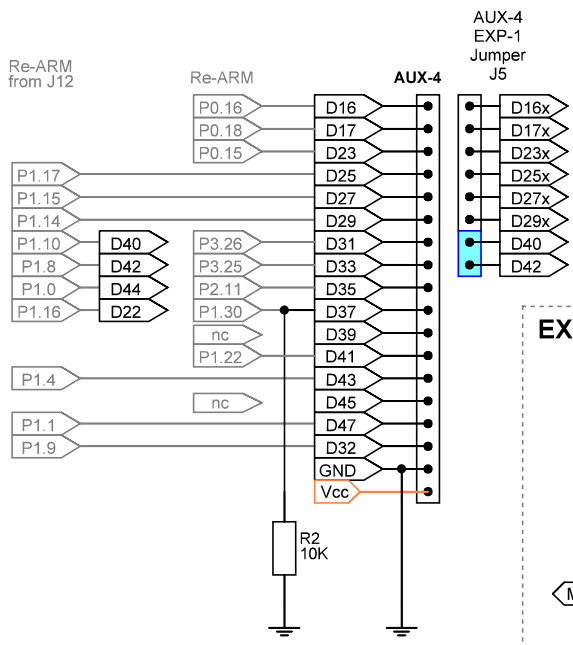 AUX-4
EXP-1
Jumper
J5
Re-ARM
from J12
Re-ARM
AUX-4
P0.16 D16 D16x
P0.18 D17 D17x
P0.15 D23 D23x
P1.17 D25 D25x
P1.15 D27 D27x
P1.14 D29 D29x
P1.10 D40 P3.26 D31 D40
P1.8 D42 P3.25 D33 D42
P1.0 D44 P2.11 D35
P1.16 D22 P1.30 D37
EX
nc D39
P1.22 D41
P1.4 D43
nc D45
P1.1 D47
P1.9 D32
GND
Vcc
R2
10K